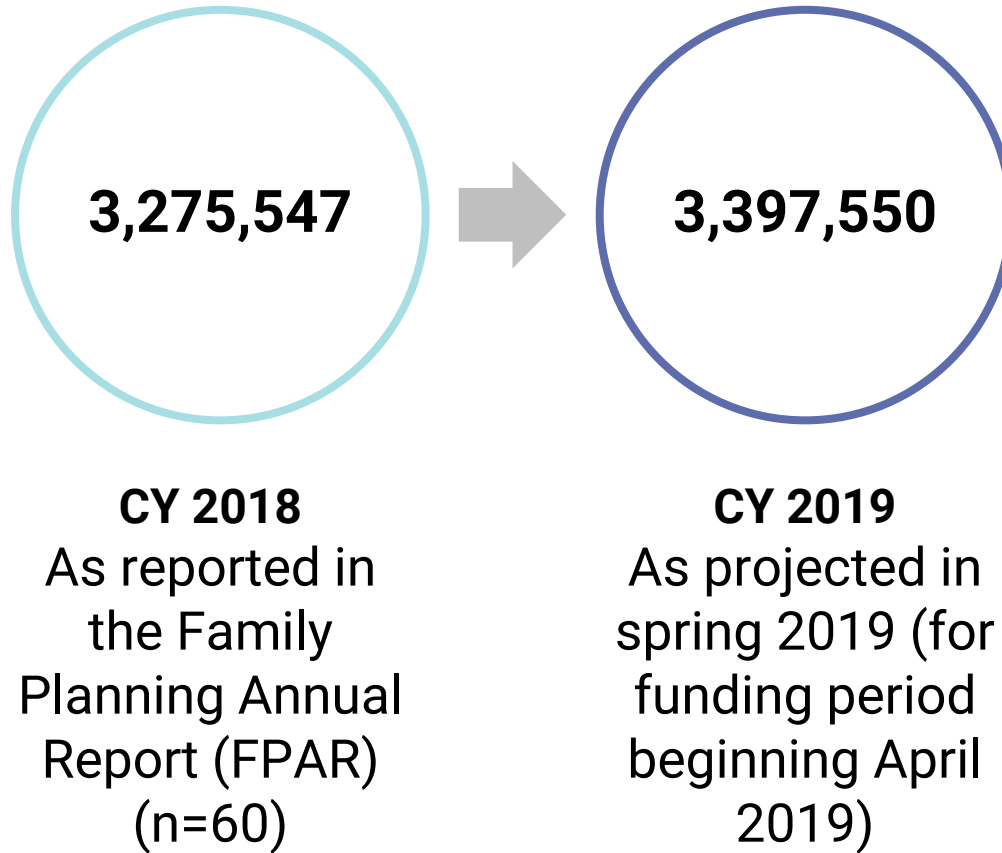 3,275,547
3,397,550
CY 2018
As reported in
the Family
Planning Annual
Report (FPAR)
(n=60)
CY 2019
As projected in
spring 2019 (for
funding period
beginning April
2019)